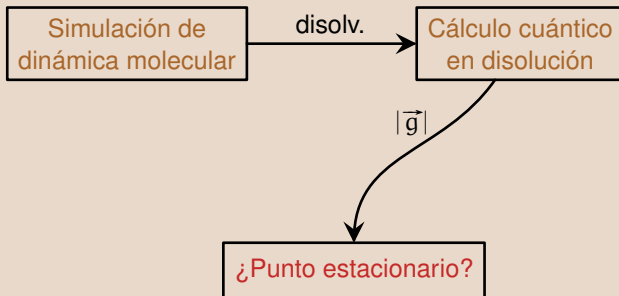 Simulación de
dinámica molecular
disolv.
Cálculo cuántico
en disolución
|g⃗|
¿Punto estacionario?